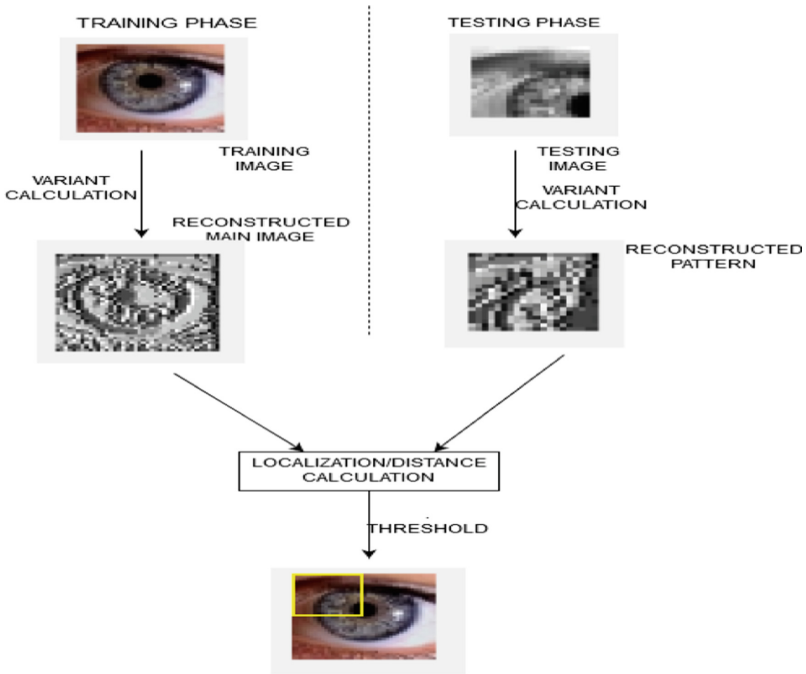 TRAINING PHASE
TESTING PHASE
TRAINING
IMAGE
TESTING
IMAGE
VARIANT
CALCULATION
VARIANT
CALCULATION
RECONSTRUCTED
MAIN IMAGE
RECONSTRUCTED
PATTERN
LOCALIZATION/DISTANCE
CALCULATION
THRESHOLD